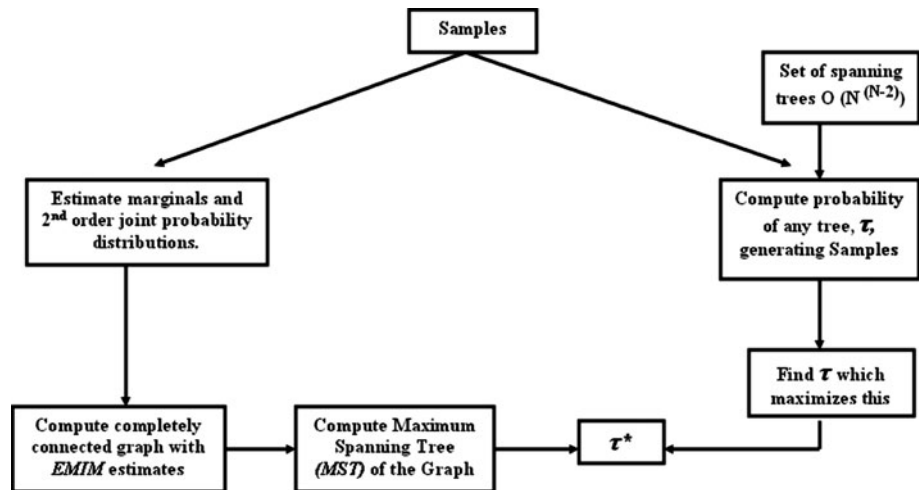 Samples
Set of spanning
trees O (N (N-2))
Estimate marginals and
2nd order joint probability
distributions.
Compute probability
of any tree, τ,
generating Samples
Find τ which
maximizes this
Compute completely
connected graph with
EMIM estimates
Compute Maximum
Spanning Tree
(MST) of the Graph
τ*